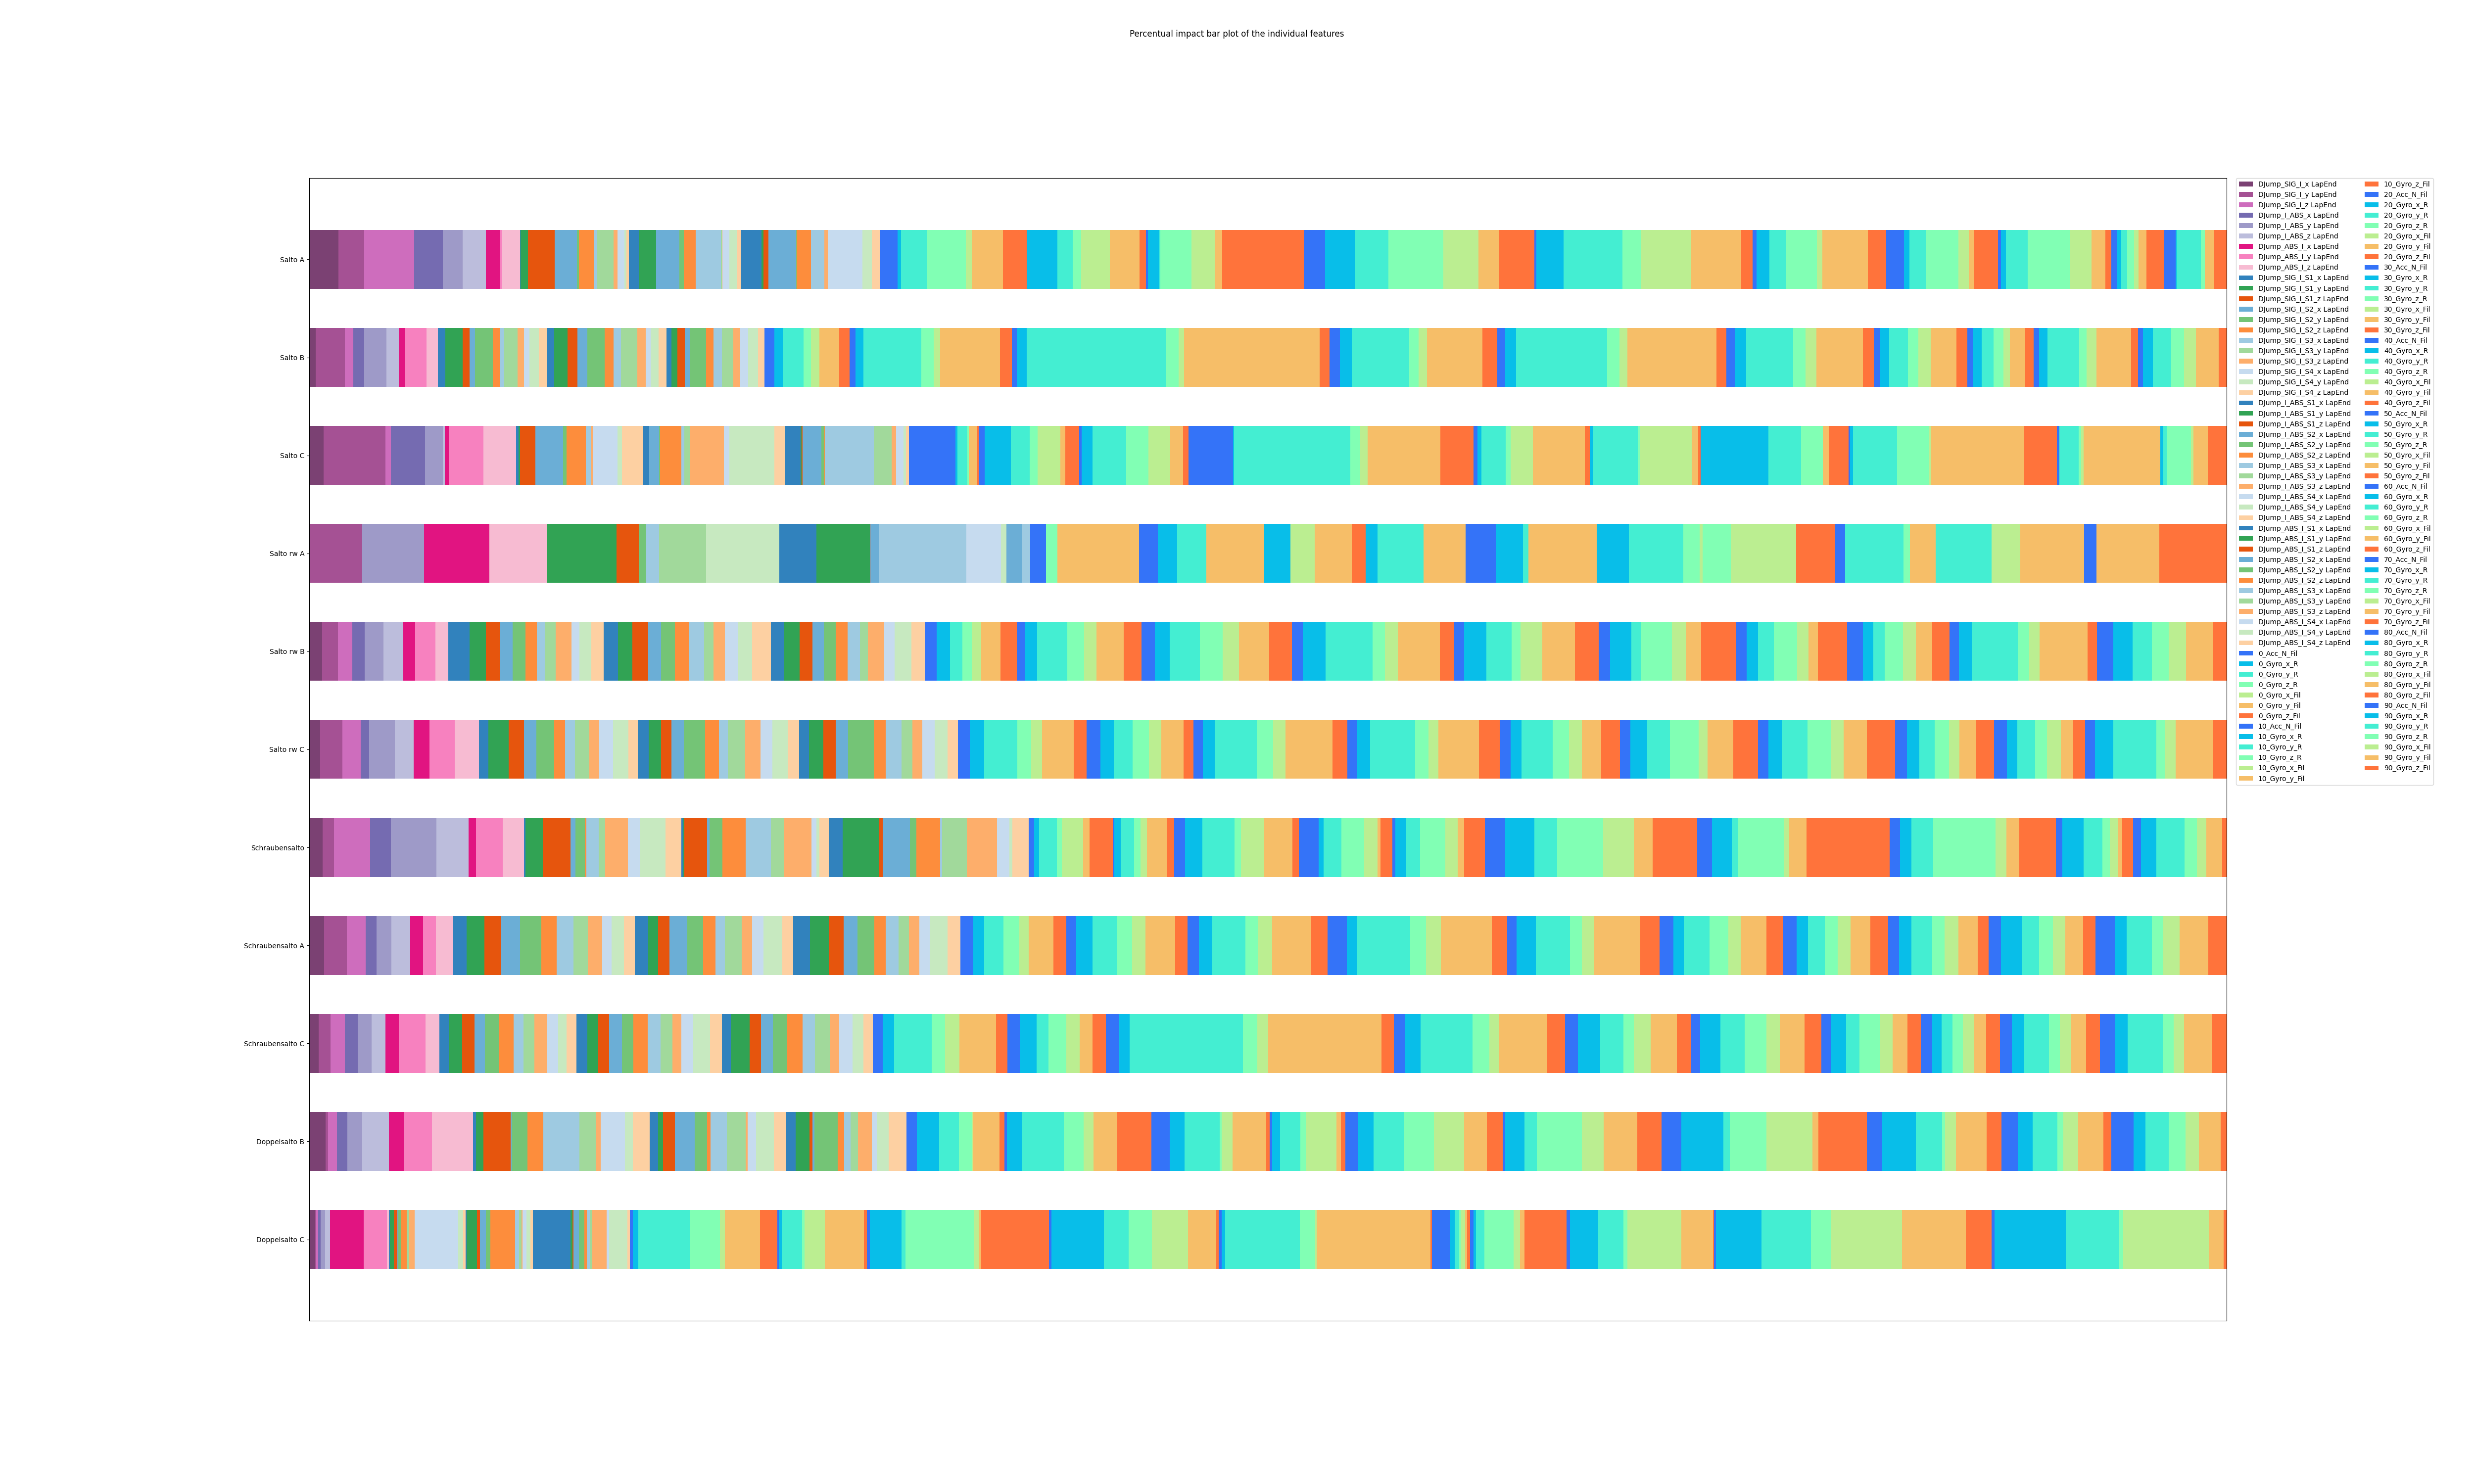 Percentual impact bar plot of the individual features
Salto A
Salto B
Salto C
Salto rw A
Salto rw B
Salto rw C
Schraubensalto
Schraubensalto A
Schraubensalto C
Doppelsalto B
Doppelsalto C
DJump_SIG_I_x LapEnd
DJump_SIG_I_y LapEnd
DJump_SIG_I_z LapEnd
DJump_I_ABS_x LapEnd
DJump_I_ABS_y LapEnd
DJump_I_ABS_z LapEnd
DJump_ABS_I_x LapEnd
DJump_ABS_I_y LapEnd
DJump_ABS_I_z LapEnd
DJump_SIG_I_S1_x LapEnd
DJump_SIG_I_S1_y LapEnd
DJump_SIG_I_S1_z LapEnd
DJump_SIG_I_S2_x LapEnd
DJump_SIG_I_S2_y LapEnd
DJump_SIG_I_S2_z LapEnd
DJump_SIG_I_S3_x LapEnd
DJump_SIG_I_S3_y LapEnd
DJump_SIG_I_S3_z LapEnd
DJump_SIG_I_S4_x LapEnd
DJump_SIG_I_S4_y LapEnd
DJump_SIG_I_S4_z LapEnd
DJump_I_ABS_S1_x LapEnd
DJump_I_ABS_S1_y LapEnd
DJump_I_ABS_S1_z LapEnd
DJump_I_ABS_S2_x LapEnd
DJump_I_ABS_S2_y LapEnd
DJump_I_ABS_S2_z LapEnd
DJump_I_ABS_S3_x LapEnd
DJump_I_ABS_S3_y LapEnd
DJump_I_ABS_S3_z LapEnd
DJump_I_ABS_S4_x LapEnd
DJump_I_ABS_S4_y LapEnd
DJump_I_ABS_S4_z LapEnd
DJump_ABS_I_S1_x LapEnd
DJump_ABS_I_S1_y LapEnd
DJump_ABS_I_S1_z LapEnd
DJump_ABS_I_S2_x LapEnd
DJump_ABS_I_S2_y LapEnd
DJump_ABS_I_S2_z LapEnd
DJump_ABS_I_S3_x LapEnd
DJump_ABS_I_S3_y LapEnd
DJump_ABS_I_S3_z LapEnd
DJump_ABS_I_S4_x LapEnd
DJump_ABS_I_S4_y LapEnd
DJump_ABS_I_S4_z LapEnd
0_Acc_N_Fil
0_Gyro_x_R
0_Gyro_y_R
0_Gyro_z_R
0_Gyro_x_Fil
0_Gyro_y_Fil
0_Gyro_z_Fil
10_Acc_N_Fil
10_Gyro_x_R
10_Gyro_y_R
10_Gyro_z_R
10_Gyro_x_Fil
10_Gyro_y_Fil
10_Gyro_z_Fil
20_Acc_N_Fil
20_Gyro_x_R
20_Gyro_y_R
20_Gyro_z_R
20_Gyro_x_Fil
20_Gyro_y_Fil
20_Gyro_z_Fil
30_Acc_N_Fil
30_Gyro_x_R
30_Gyro_y_R
30_Gyro_z_R
30_Gyro_x_Fil
30_Gyro_y_Fil
30_Gyro_z_Fil
40_Acc_N_Fil
40_Gyro_x_R
40_Gyro_y_R
40_Gyro_z_R
40_Gyro_x_Fil
40_Gyro_y_Fil
40_Gyro_z_Fil
50_Acc_N_Fil
50_Gyro_x_R
50_Gyro_y_R
50_Gyro_z_R
50_Gyro_x_Fil
50_Gyro_y_Fil
50_Gyro_z_Fil
60_Acc_N_Fil
60_Gyro_x_R
60_Gyro_y_R
60_Gyro_z_R
60_Gyro_x_Fil
60_Gyro_y_Fil
60_Gyro_z_Fil
70_Acc_N_Fil
70_Gyro_x_R
70_Gyro_y_R
70_Gyro_z_R
70_Gyro_x_Fil
70_Gyro_y_Fil
70_Gyro_z_Fil
80_Acc_N_Fil
80_Gyro_x_R
80_Gyro_y_R
80_Gyro_z_R
80_Gyro_x_Fil
80_Gyro_y_Fil
80_Gyro_z_Fil
90_Acc_N_Fil
90_Gyro_x_R
90_Gyro_y_R
90_Gyro_z_R
90_Gyro_x_Fil
90_Gyro_y_Fil
90_Gyro_z_Fil